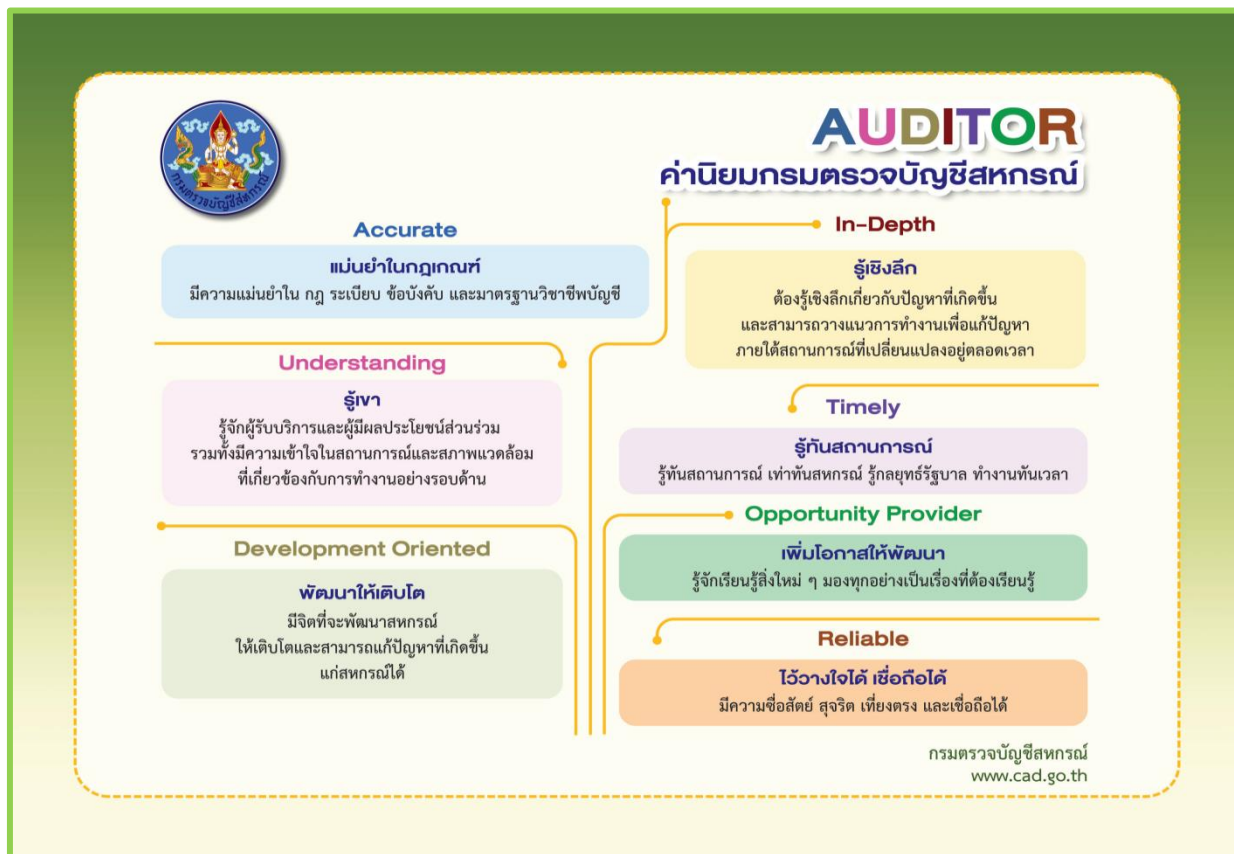 กรมตรวจบัญชีสหกรณ์
AUDITOR
ค่านิยมกรมตรวจบัญชีสหกรณ์
Accurate
แม่นยำในกฎเกณฑ์
มีความแม่นยำใน กฎ ระเบียบ ข้อบังคับ และมาตรฐานวิชาชีพบัญชี
Understanding
รู้เขา
รู้จักผู้รับบริการและผู้มีผลประโยชน์ส่วนร่วม
รวมทั้งมีความเข้าใจในสถานการณ์และสภาพแวดล้อม
ที่เกี่ยวข้องกับการทำงานอย่างรอบด้าน
Development Oriented
พัฒนาให้เติบโต
มีจิตที่จะพัฒนาสหกรณ์
ให้เติบโตและสามารถแก้ปัญหาที่เกิดขึ้น
แก่สหกรณ์ได้
In-Depth
รู้เชิงลึก
ต้องรู้เชิงลึกเกี่ยวกับปัญหาที่เกิดขึ้น
และสามารถวางแนวการทำงานเพื่อแก้ปัญหา
ภายใต้สถานการณ์ที่เปลี่ยนแปลงอยู่ตลอดเวลา
Timely
รู้ทันสถานการณ์
รู้ทันสถานการณ์ เท่าทันสหกรณ์ รู้กลยุทธ์รัฐบาล ทำงานทันเวลา
Opportunity Provider
เพิ่มโอกาสให้พัฒนา
รู้จักเรียนรู้สิ่งใหม่ ๆ มองทุกอย่างเป็นเรื่องที่ต้องเรียนรู้
Reliable
ไว้วางใจได้ เชื่อถือได้
มีความซื่อสัตย์ สุจริต เที่ยงตรง และเชื่อถือได้
กรมตรวจบัญชีสหกรณ์
www.cad.go.th